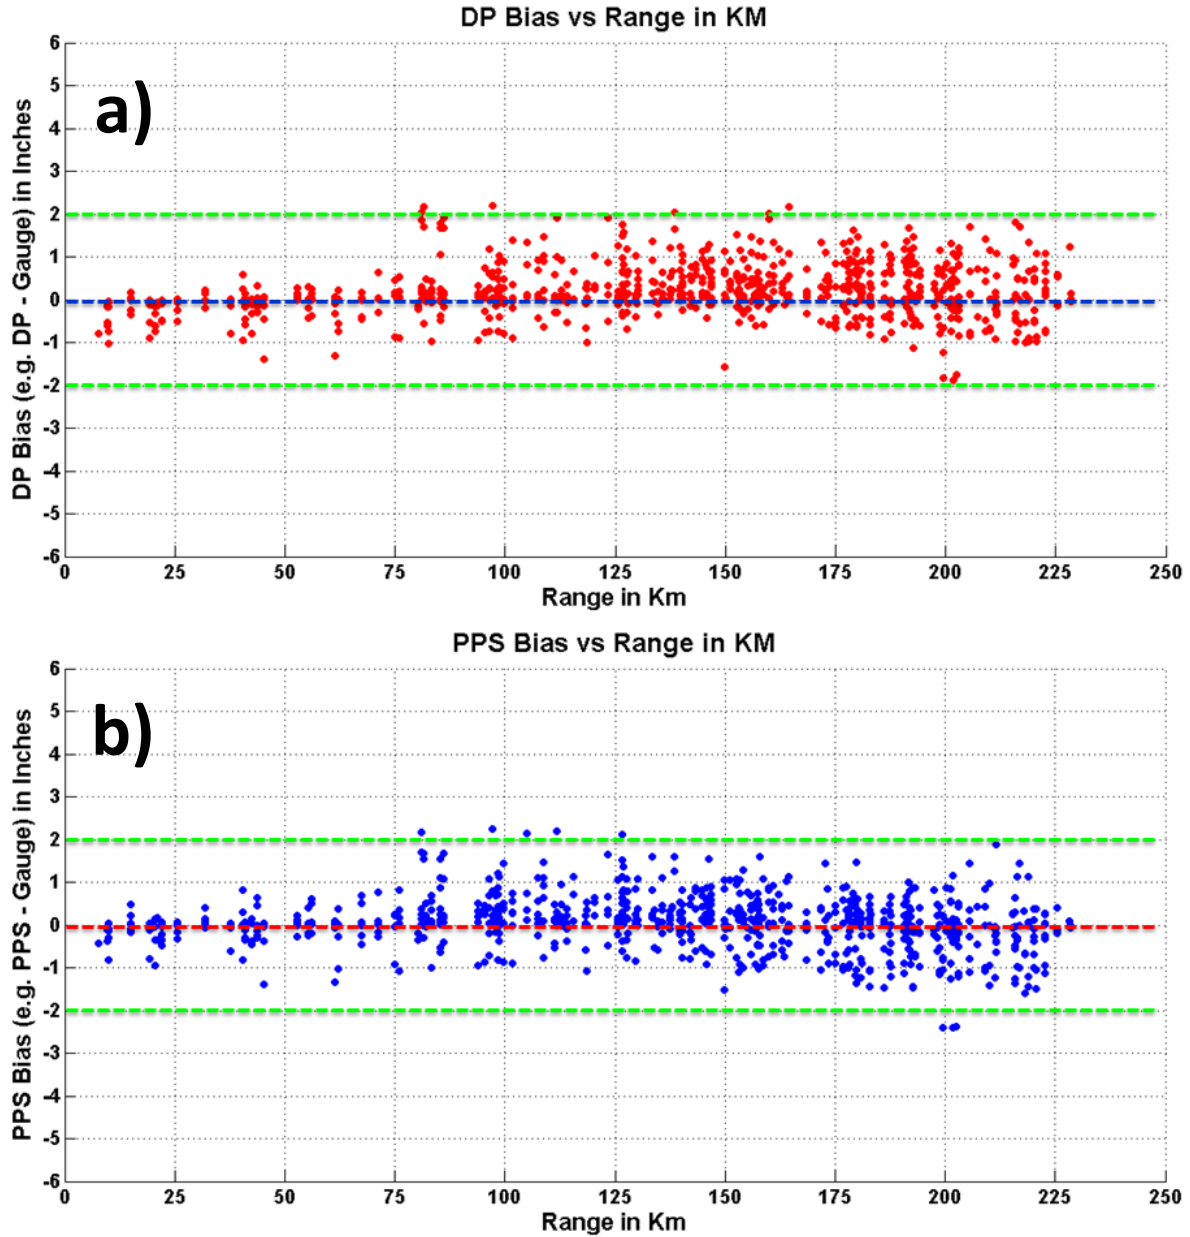 DP Bias vs Range in KM
a)
DP Bias (e.g. DP - Gauge) in Inches
6
5
4
3
2
1
0
-1
-2
-3
-4
-5
-6
0 25 50 75 100 125 150 175 200 225 250
Range in Km
PPS Bias vs Range in KM
b)
PPS Bias (e.g. PPS - Gauge) in Inches
6
5
4
3
2
1
0
-1
-2
-3
-4
-5
-6
0 25 50 75 100 125 150 175 200 225 250
Range in Km